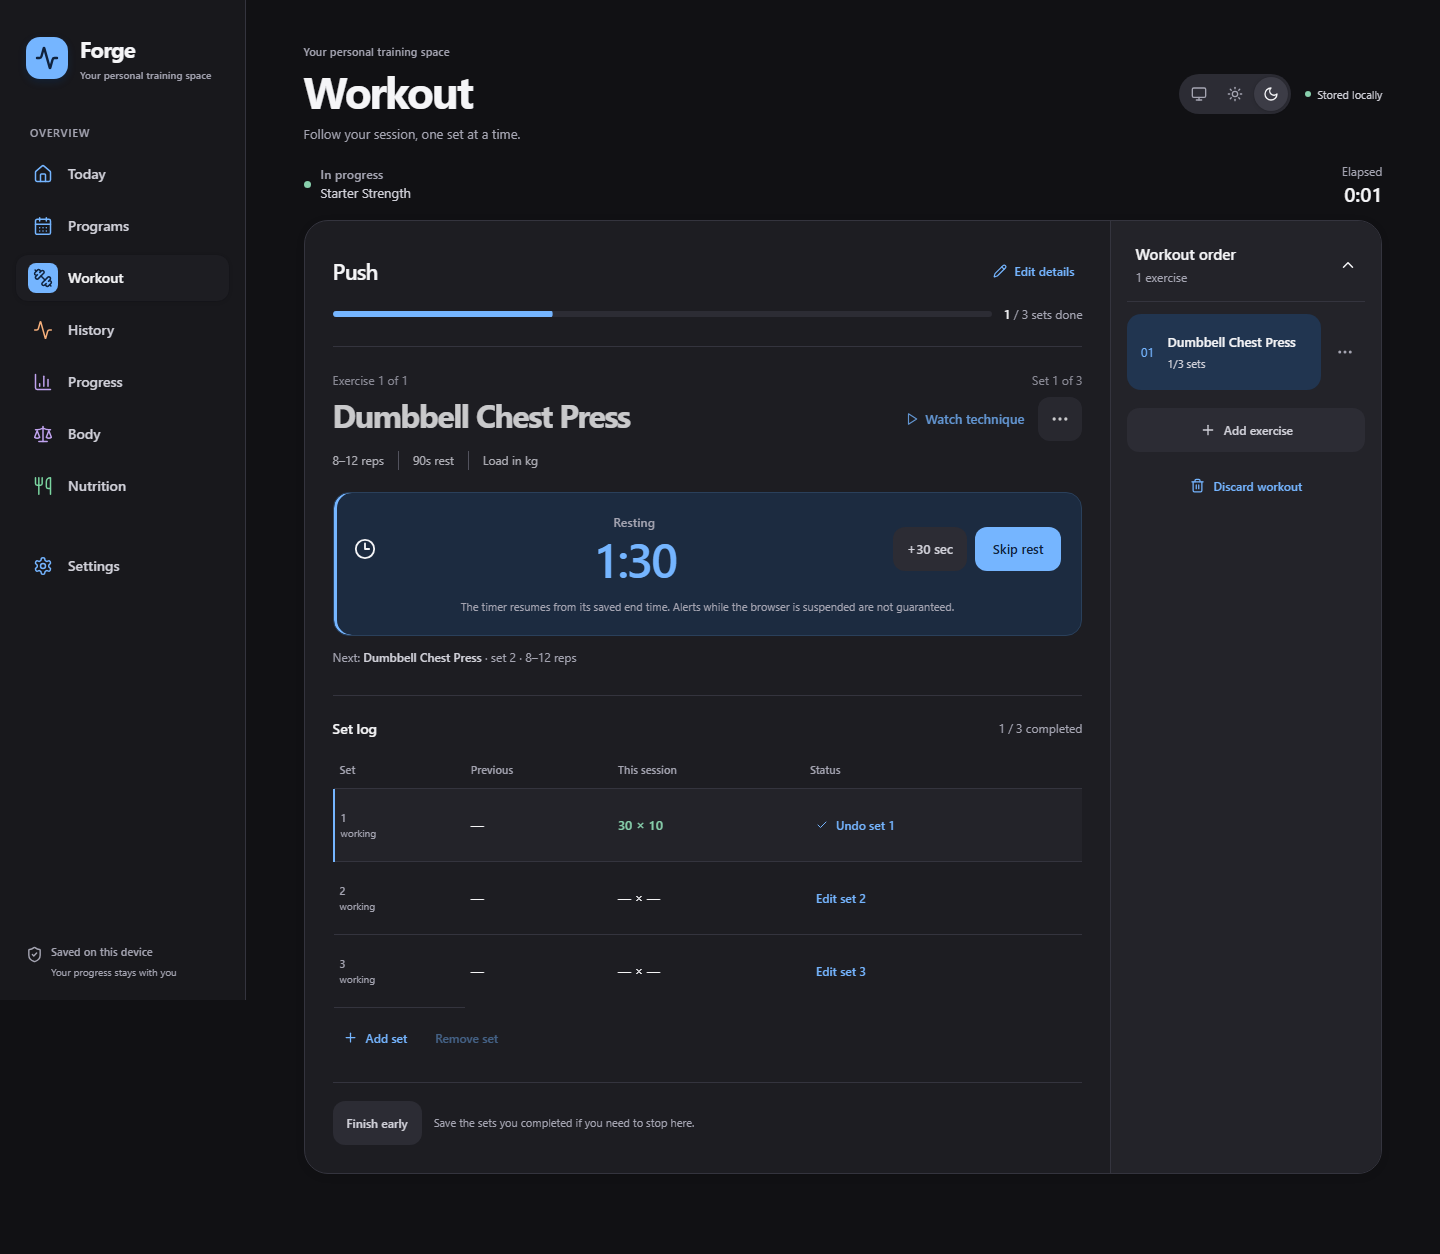 Forge
Your personal training space
OVERVIEW
Today
Programs
Workout
History
Progress
Body
Nutrition
Settings
Saved on this device
Your progress stays with you
Your personal training space
Workout
Follow your session, one set at a time.
Stored locally
In progress
Starter Strength
Elapsed
0:01
Push
Edit details
1 / 3 sets done
Exercise 1 of 1
Set 1 of 3
Dumbbell Chest Press
Watch technique
8–12 reps
90s rest
Load in kg
Resting
1:30
+30 sec
Skip rest
The timer resumes from its saved end time. Alerts while the browser is suspended are not guaranteed.
Next: Dumbbell Chest Press · set 2 · 8–12 reps
Set log
1 / 3 completed
Set Previous This session Status
1
working
— 30 × 10 Undo set 1
2
working
— — × — Edit set 2
3
working
— — × — Edit set 3
Add set
Remove set
Finish early
Save the sets you completed if you need to stop here.
Workout order
1 exercise
01
Dumbbell Chest Press
1/3 sets
Add exercise
Discard workout